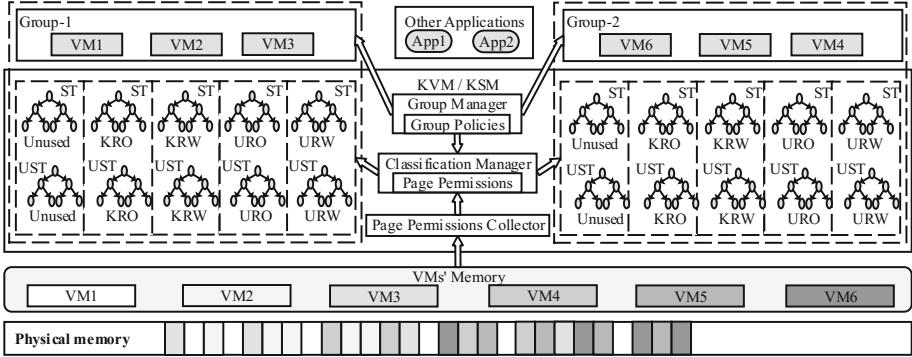 Group-1
VM1 VM2 VM3
Other Applications
App1 App2
Group-2
VM6 VM5 VM4
KVM / KSM
Group Manager
Group Policies
Classification Manager
Page Permissions
Page Permissions Collector
ST ST ST ST ST
Unused KRO KRW URO URW
UST UST UST UST UST
Unused KRO KRW URO URW
ST ST ST ST ST
Unused KRO KRW URO URW
UST UST UST UST UST
Unused KRO KRW URO URW
VMs' Memory
VM1 VM2 VM3 VM4 VM5 VM6
Physical memory